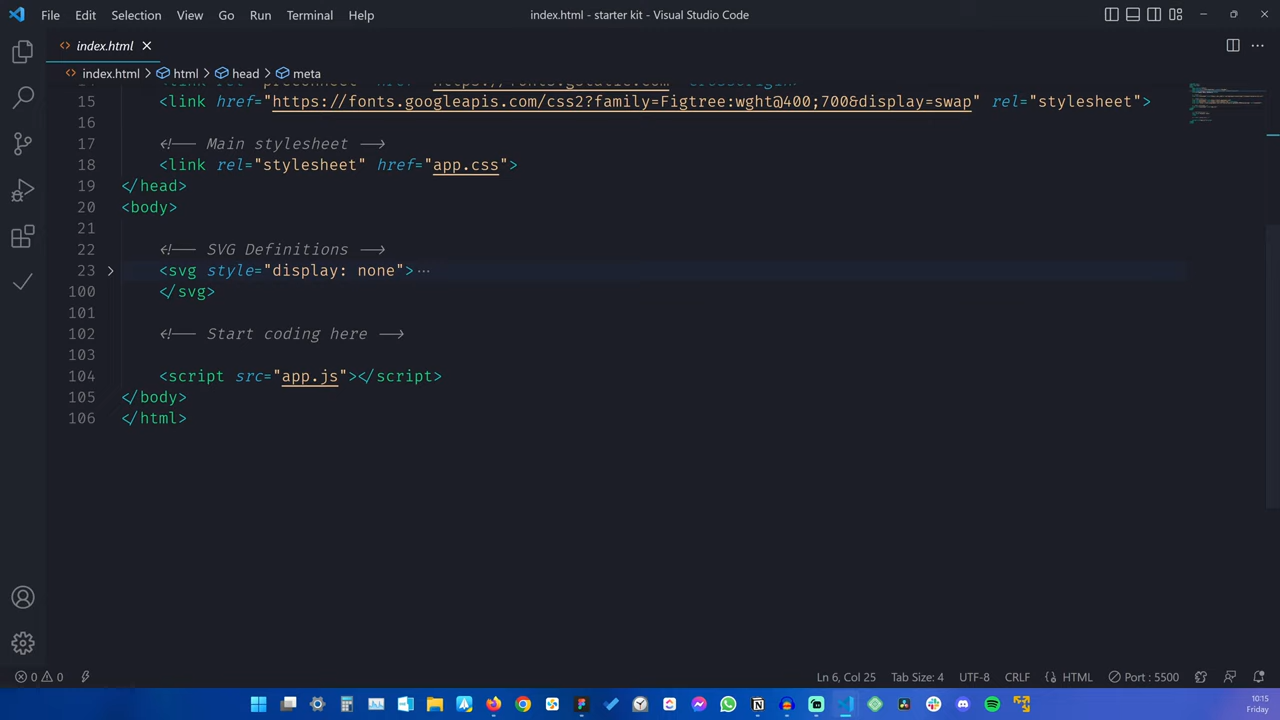 File Edit Selection View Go Run Terminal Help
index.html - starter kit - Visual Studio Code
index.html
index.html > html > head > meta
15 <link href="https://fonts.googleapis.com/css2?family=Figtree:wght@400;700&display=swap" rel="stylesheet">
16
17 <!-- Main stylesheet -->
18 <link rel="stylesheet" href="app.css">
19 </head>
20 <body>
21
22 <!-- SVG Definitions -->
23 <svg style="display: none">···
100 </svg>
101
102 <!-- Start coding here -->
103
104 <script src="app.js"></script>
105 </body>
106 </html>
0 0
Ln 6, Col 25 Tab Size: 4 UTF-8 CRLF HTML Port : 5500
10:15
Friday